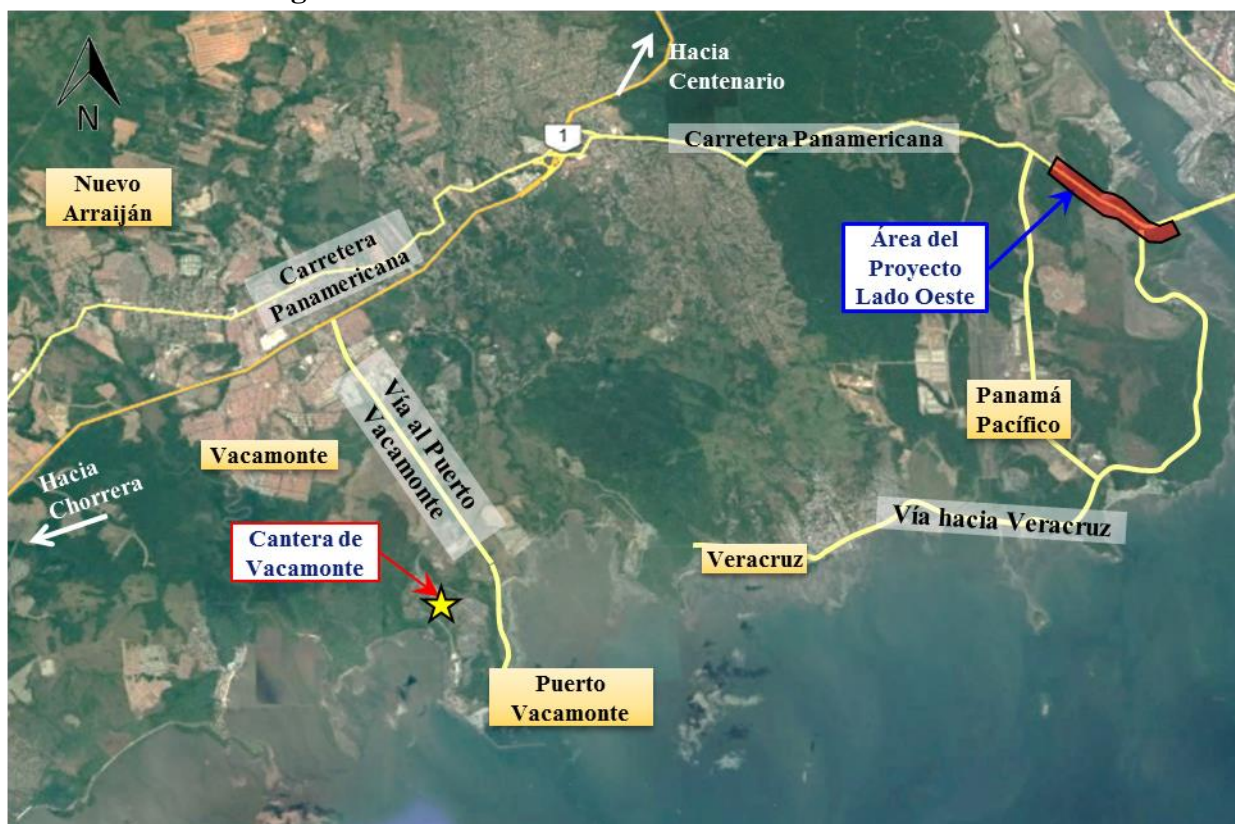 Hacia
Centenario
N
1
Carretera Panamericana
Nuevo
Arraiján
Carretera
Panamericana
Área del
Proyecto
Lado Oeste
Vía al Puerto
Vacamonte
Panamá
Pacífico
Vacamonte
Hacia
Chorrera
Vía hacia Veracruz
Cantera de
Vacamonte
Veracruz
Puerto
Vacamonte